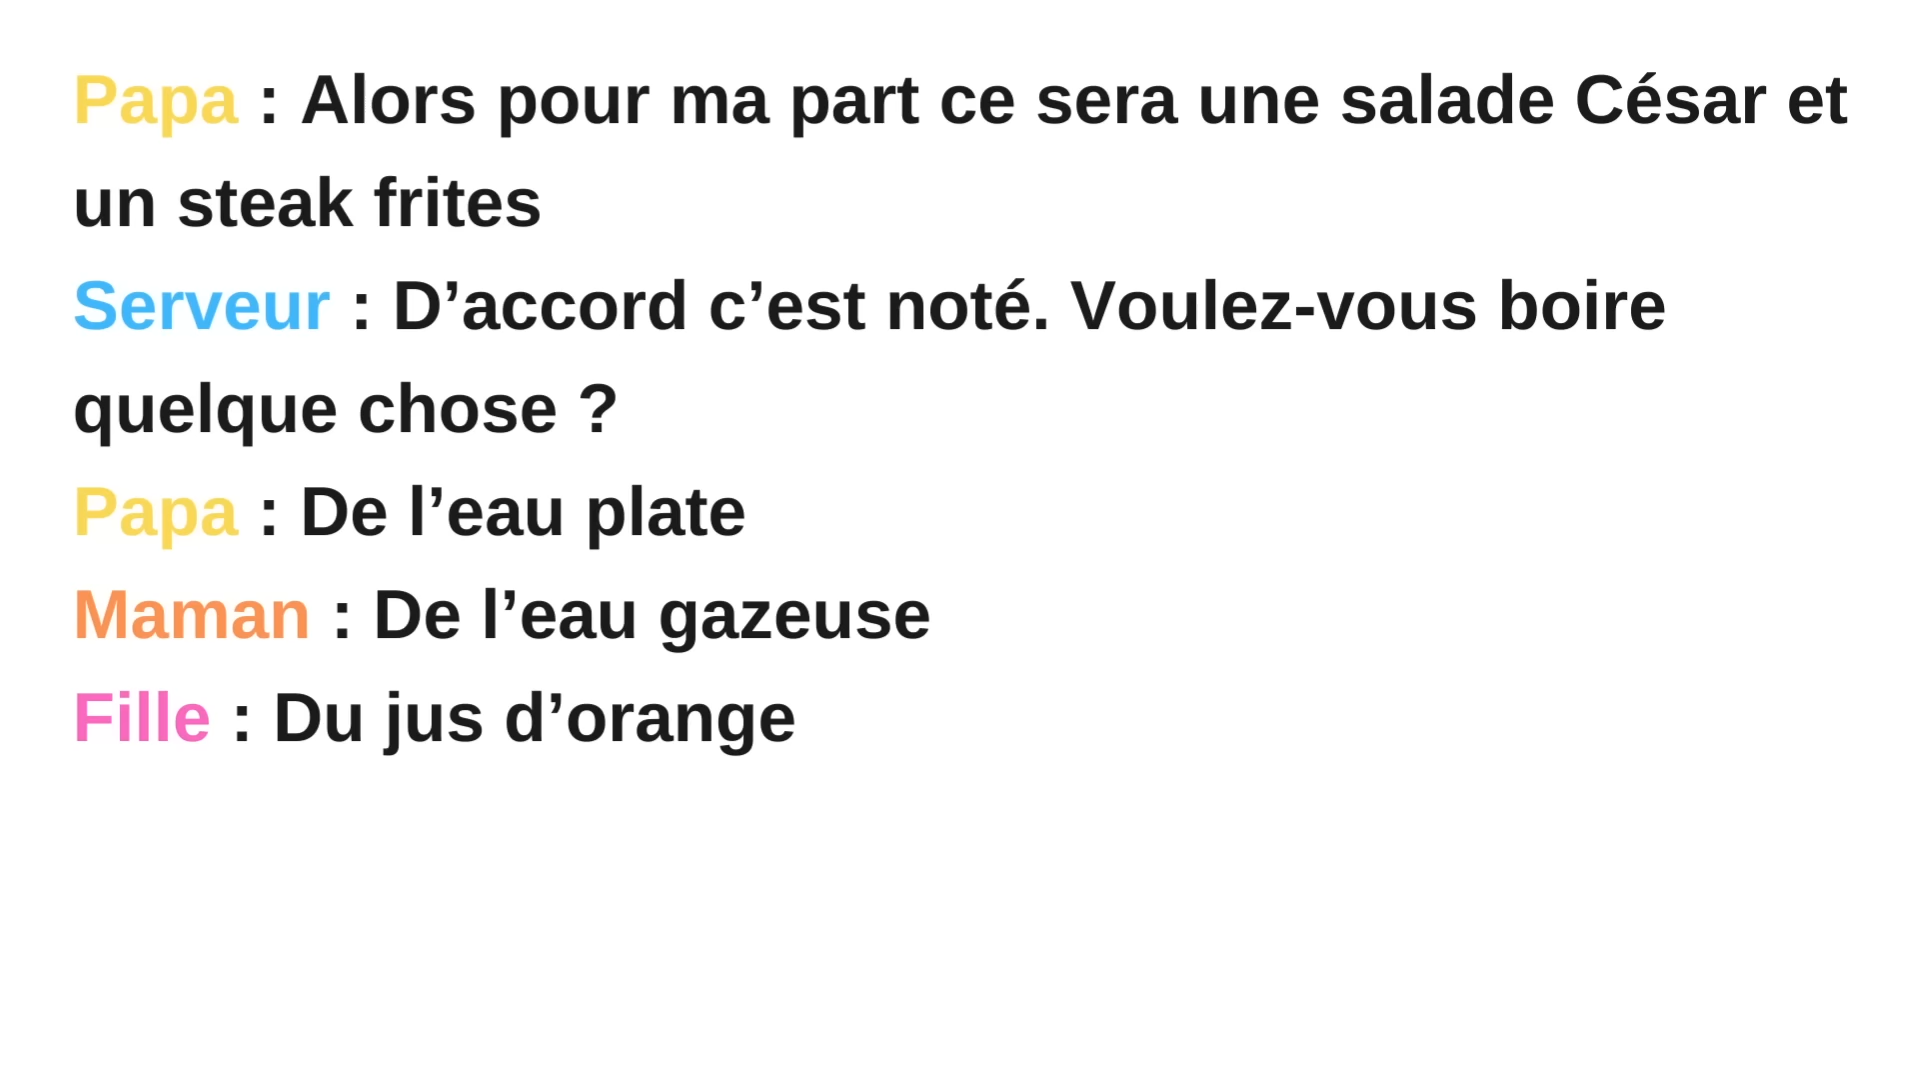 Papa : Alors pour ma part ce sera une salade César et
un steak frites
Serveur : D’accord c’est noté. Voulez-vous boire
quelque chose ?
Papa : De l’eau plate
Maman : De l’eau gazeuse
Fille : Du jus d’orange